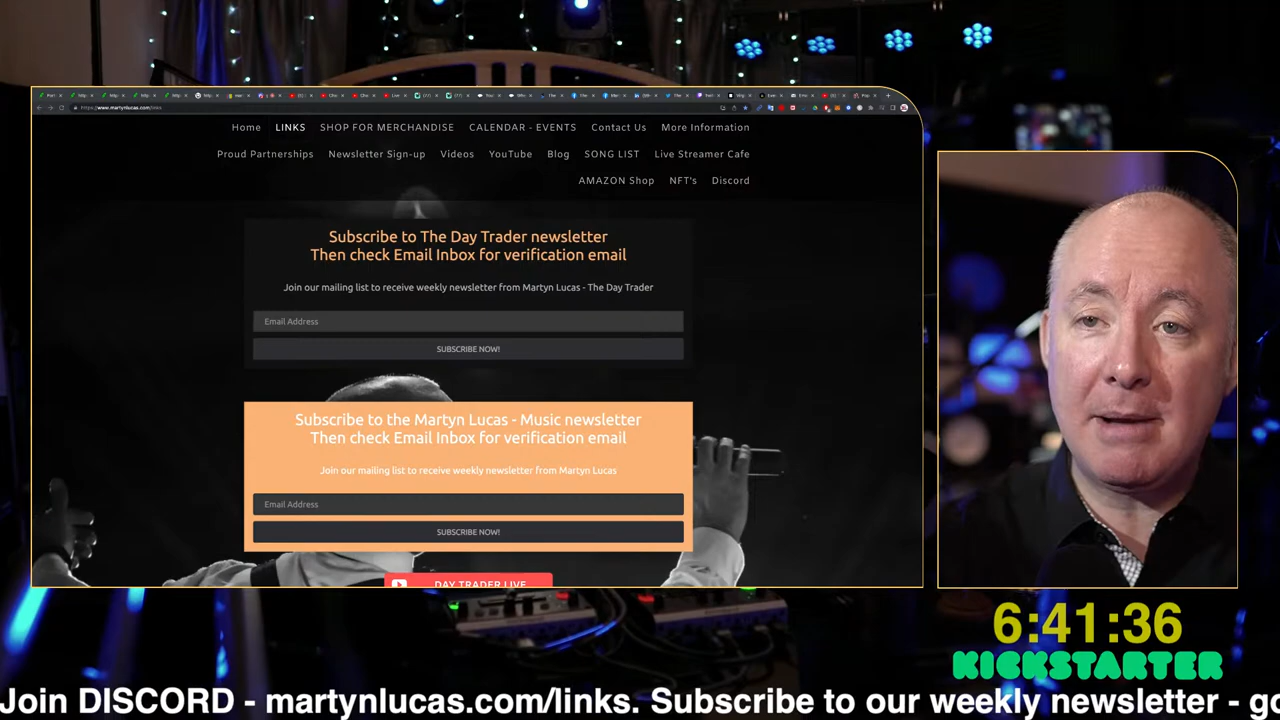 https://www.martynlucas.com/links
Home LINKS SHOP FOR MERCHANDISE CALENDAR - EVENTS Contact Us More Information
Proud Partnerships Newsletter Sign-up Videos YouTube Blog SONG LIST Live Streamer Cafe
AMAZON Shop NFT's Discord
Subscribe to The Day Trader newsletter
Then check Email Inbox for verification email
Join our mailing list to receive weekly newsletter from Martyn Lucas - The Day Trader
Email Address
SUBSCRIBE NOW!
Subscribe to the Martyn Lucas - Music newsletter
Then check Email Inbox for verification email
Join our mailing list to receive weekly newsletter from Martyn Lucas
Email Address
SUBSCRIBE NOW!
DAY TRADER LIVE
6:41:36
KICKSTARTER
Join DISCORD - martynlucas.com/links. Subscribe to our weekly newsletter - go